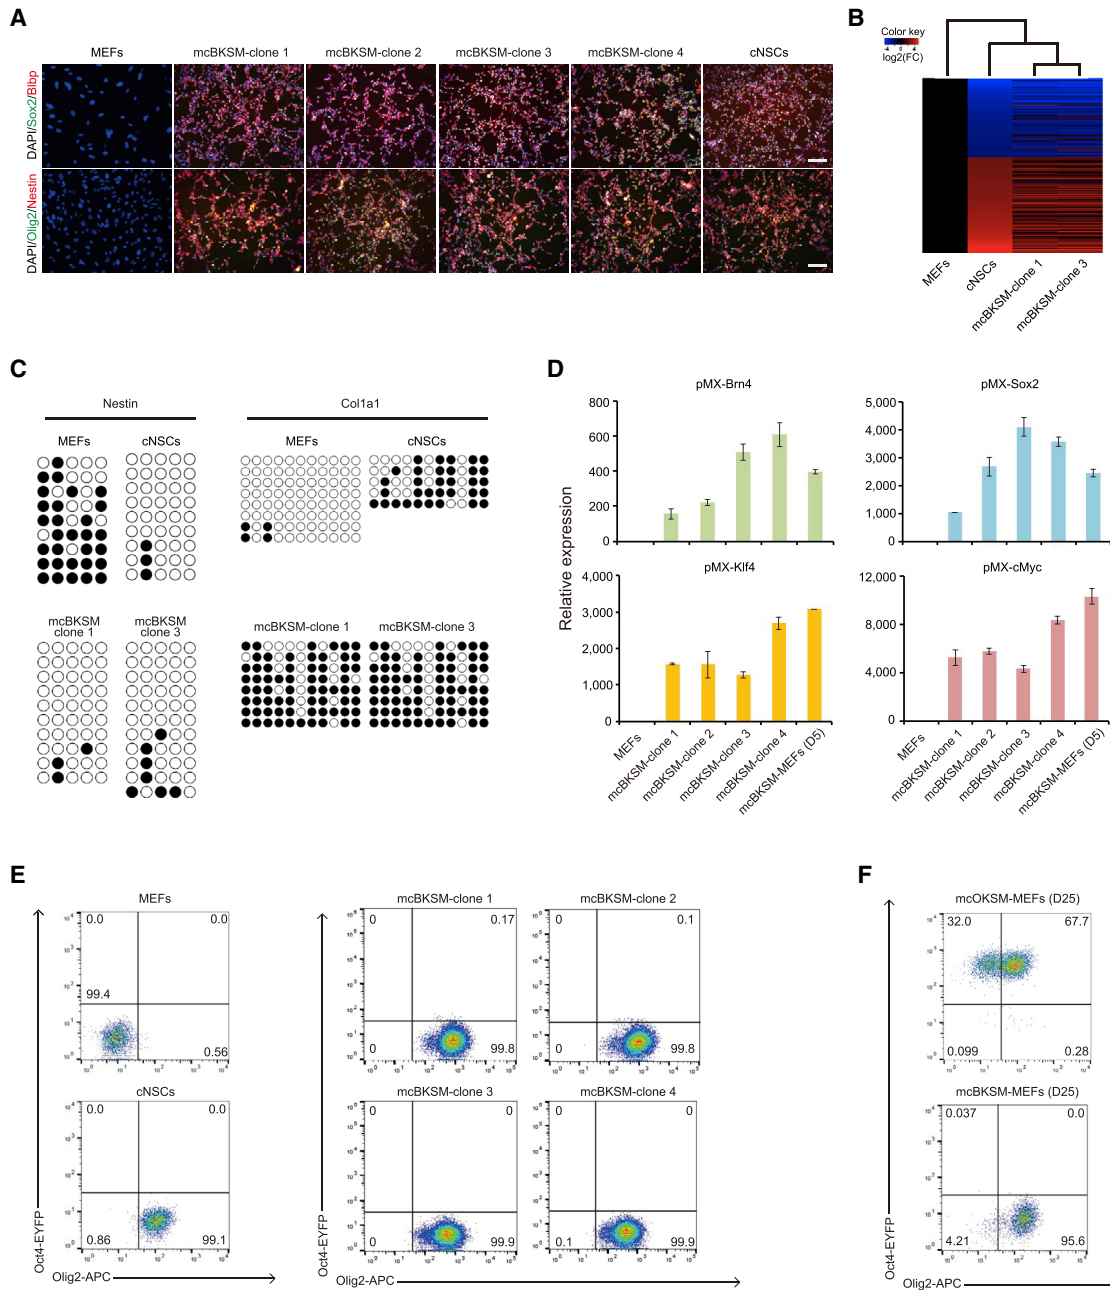 A
MEFs
mcBKSM-clone 1
mcBKSM-clone 2
mcBKSM-clone 3
mcBKSM-clone 4
cNSCs
DAPI/Sox2/Blbp
DAPI/Olig2/Nestin
B
Color key
-4 0 4
log2(FC)
MEFs
cNSCs
mcBKSM-clone 1
mcBKSM-clone 3
C
Nestin
Col1a1
MEFs
cNSCs
MEFs
cNSCs
mcBKSM
clone 1
mcBKSM
clone 3
mcBKSM-clone 1
mcBKSM-clone 3
D
Relative expression
pMX-Brn4
800
600
400
200
0
pMX-Sox2
5,000
4,000
3,000
2,000
1,000
0
pMX-Klf4
4,000
3,000
2,000
1,000
0
pMX-cMyc
12,000
8,000
4,000
0
MEFs
mcBKSM-clone 1
mcBKSM-clone 2
mcBKSM-clone 3
mcBKSM-clone 4
mcBKSM-MEFs (D5)
MEFs
mcBKSM-clone 1
mcBKSM-clone 2
mcBKSM-clone 3
mcBKSM-clone 4
mcBKSM-MEFs (D5)
E
MEFs
0.0
0.0
99.4
0.56
cNSCs
0.0
0.0
0.86
99.1
mcBKSM-clone 1
0
0.17
0
99.8
mcBKSM-clone 2
0
0.1
0
99.8
mcBKSM-clone 3
0
0
0
99.9
mcBKSM-clone 4
0
0
0.1
99.9
Oct4-EYFP
Olig2-APC
Oct4-EYFP
Olig2-APC
F
mcOKSM-MEFs (D25)
32.0
67.7
0.099
0.28
mcBKSM-MEFs (D25)
0.037
0.0
4.21
95.6
Oct4-EYFP
Olig2-APC